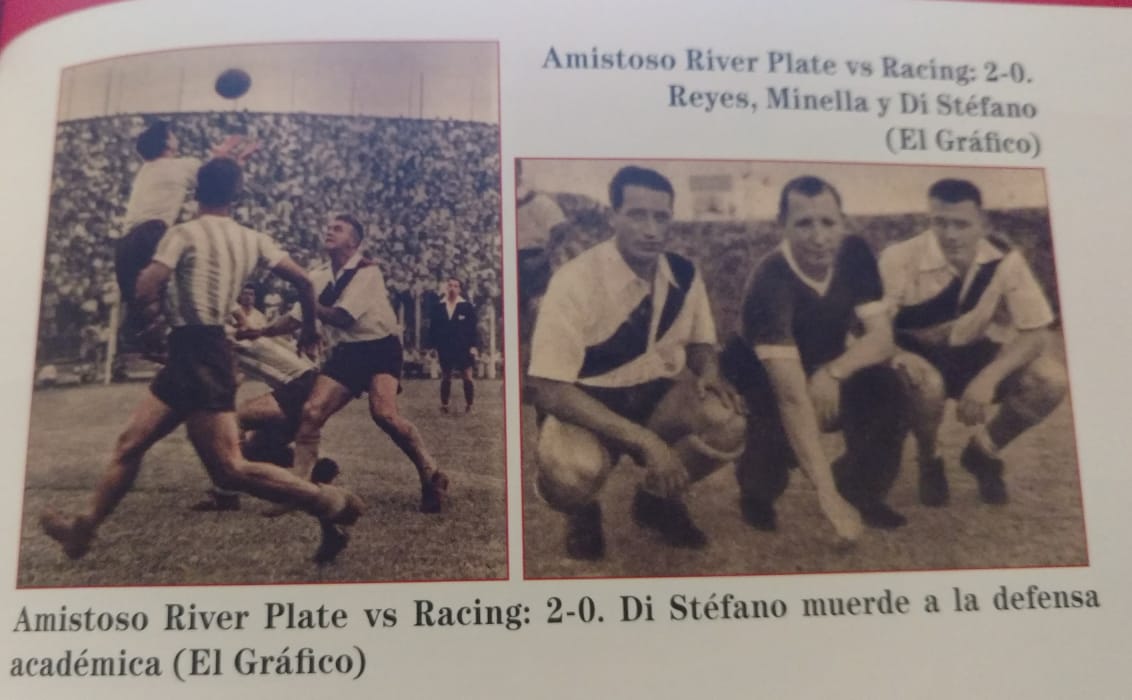 Amistoso River Plate vs Racing: 2-0.
Reyes, Minella y Di Stéfano
(El Gráfico)
Amistoso River Plate vs Racing: 2-0. Di Stéfano muerde a la defensa
académica (El Gráfico)